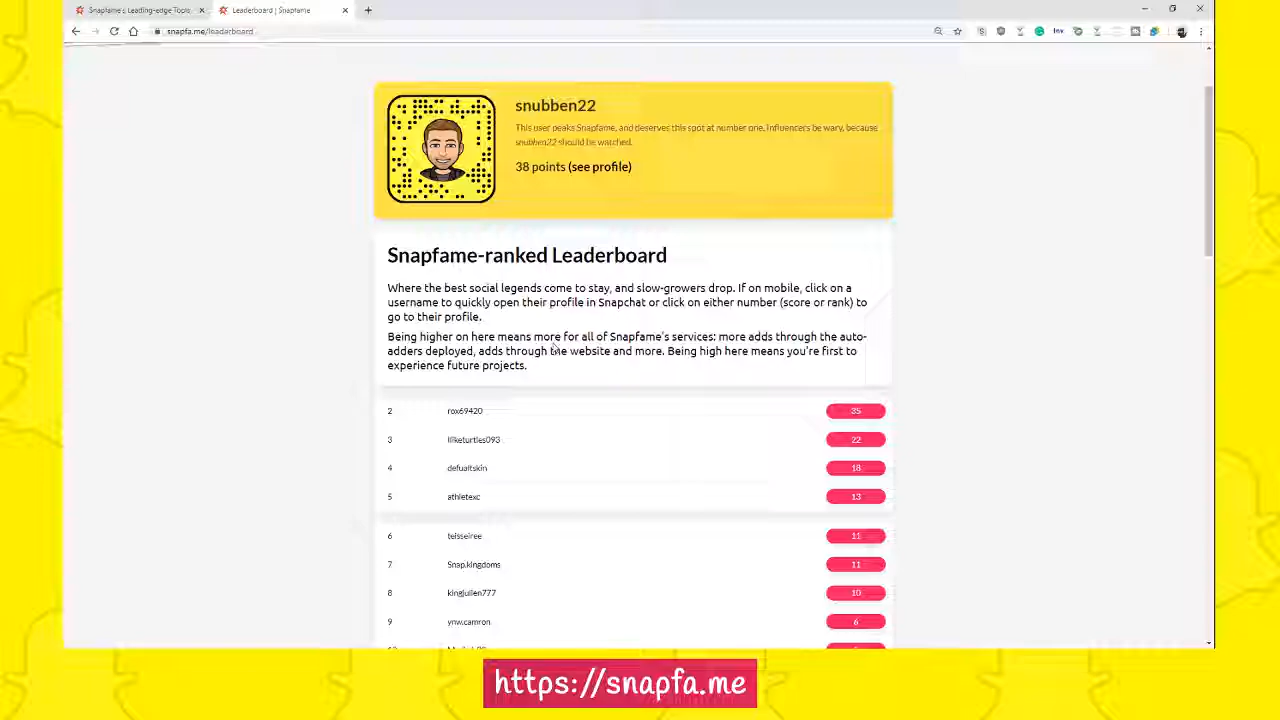 Snapfame's Leading-edge Tools
Leaderboard | Snapfame
snapfa.me/leaderboard
snubben22
This user peaks Snapfame, and deserves this spot at number one. Influencers be wary, because
snubben22 should be watched.
38 points (see profile)
Snapfame-ranked Leaderboard
Where the best social legends come to stay, and slow-growers drop. If on mobile, click on a
username to quickly open their profile in Snapchat or click on either number (score or rank) to
go to their profile.
Being higher on here means more for all of Snapfame's services: more adds through the auto-
adders deployed, adds through the website and more. Being high here means you're first to
experience future projects.
2 rox69420 35
3 iliketurtles093 22
4 defualtskin 18
5 athletexc 13
6 teisseiree 11
7 Snap.kingdoms 11
8 kingjulien777 10
9 ynw.camron 6
https://snapfa.me